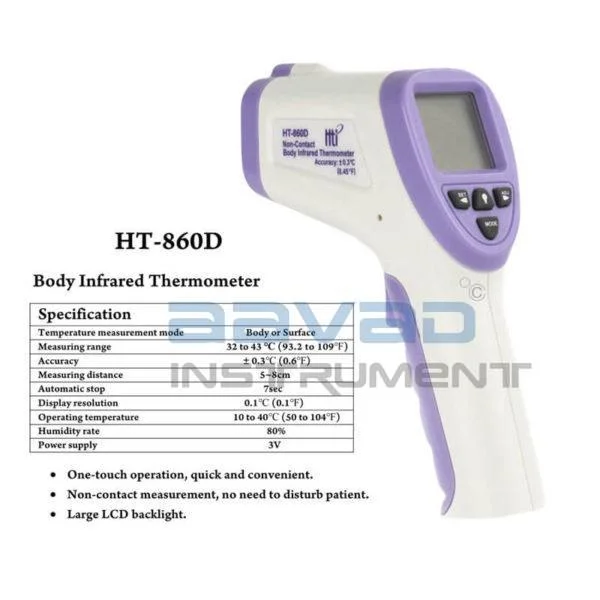 HT-860D
hti
Non-Contact
Body Infrared Thermometer
Accuracy: ± 0.3°C
(0.45°F)
SET
ADJ
MODE
°C
HT-860D
Body Infrared Thermometer
Specification
Temperature measurement mode Body or Surface
Measuring range 32 to 43 ℃ (93.2 to 109℉)
Accuracy ± 0.3℃ (0.6℉)
Measuring distance 5~8cm
Automatic stop 7sec
Display resolution 0.1℃ (0.1℉)
Operating temperature 10 to 40℃ (50 to 104℉)
Humidity rate 80%
Power supply 3V
aavad
INSTRUMENT
• One-touch operation, quick and convenient.
• Non-contact measurement, no need to disturb patient.
• Large LCD backlight.